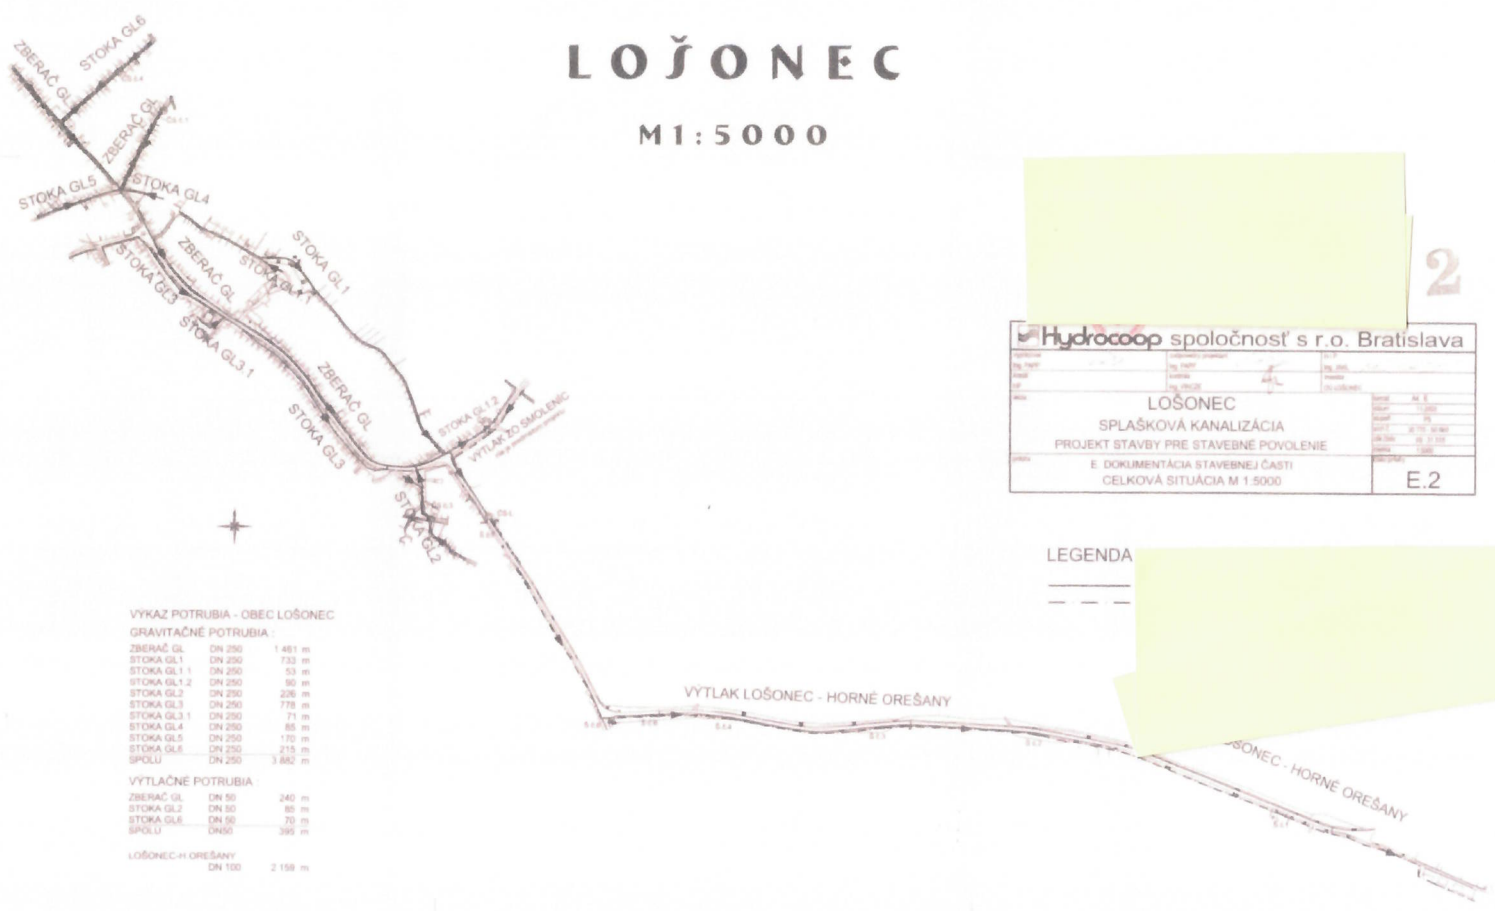 LOŠONEC
M1:5000
STOKA GL6
ZBERAČ GL
ZBERAČ GL
STOKA GL5
STOKA GL4
STOKA GL1
ZBERAČ GL
STOKA GL3
STOKA GL3.1
ZBERAČ GL
STOKA GL3
STOKA GL1.2
VÝTLAK ZO SMOLENÍC
STOKA GL2
2
Hydrocoop spoločnosť s r.o. Bratislava
LOŠONEC
SPLAŠKOVÁ KANALIZÁCIA
PROJEKT STAVBY PRE STAVEBNÉ POVOLENIE
E. DOKUMENTÁCIA STAVEBNEJ ČASTI
CELKOVÁ SITUÁCIA M 1:5000
E.2
LEGENDA
VÝTLAK LOŠONEC - HORNÉ OREŠANY
OŠONEC - HORNÉ OREŠANY
VÝKAZ POTRUBIA - OBEC LOŠONEC
GRAVITAČNÉ POTRUBIA :
ZBERAČ GL DN 250 1 461 m
STOKA GL1 DN 250 733 m
STOKA GL1.1 DN 250 53 m
STOKA GL1.2 DN 250 90 m
STOKA GL2 DN 250 226 m
STOKA GL3 DN 250 778 m
STOKA GL3.1 DN 250 71 m
STOKA GL4 DN 250 85 m
STOKA GL5 DN 250 170 m
STOKA GL6 DN 250 215 m
SPOLU DN 250 3 882 m
VÝTLAČNÉ POTRUBIA :
ZBERAČ GL DN 50 240 m
STOKA GL2 DN 50 85 m
STOKA GL6 DN 50 70 m
SPOLU DN50 395 m
LOŠONEC-H.OREŠANY
DN 100 2 159 m